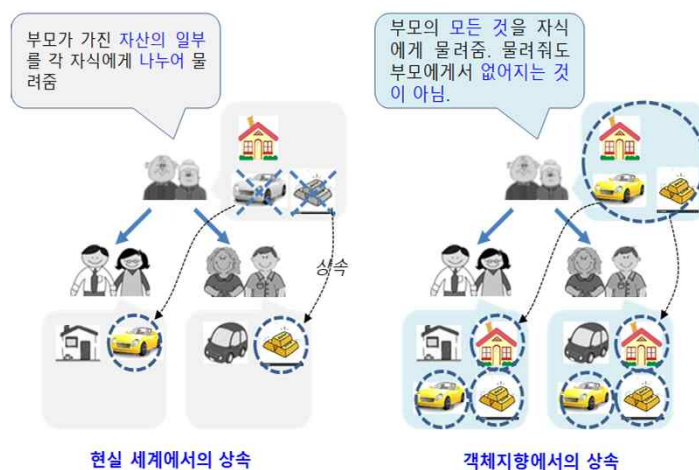 부모가 가진 자산의 일부
를 각 자식에게 나누어 물
려줌
부모의 모든 것을 자식
에게 물려줌. 물려줘도
부모에게서 없어지는 것
이 아님.
상속
현실 세계에서의 상속
객체지향에서의 상속